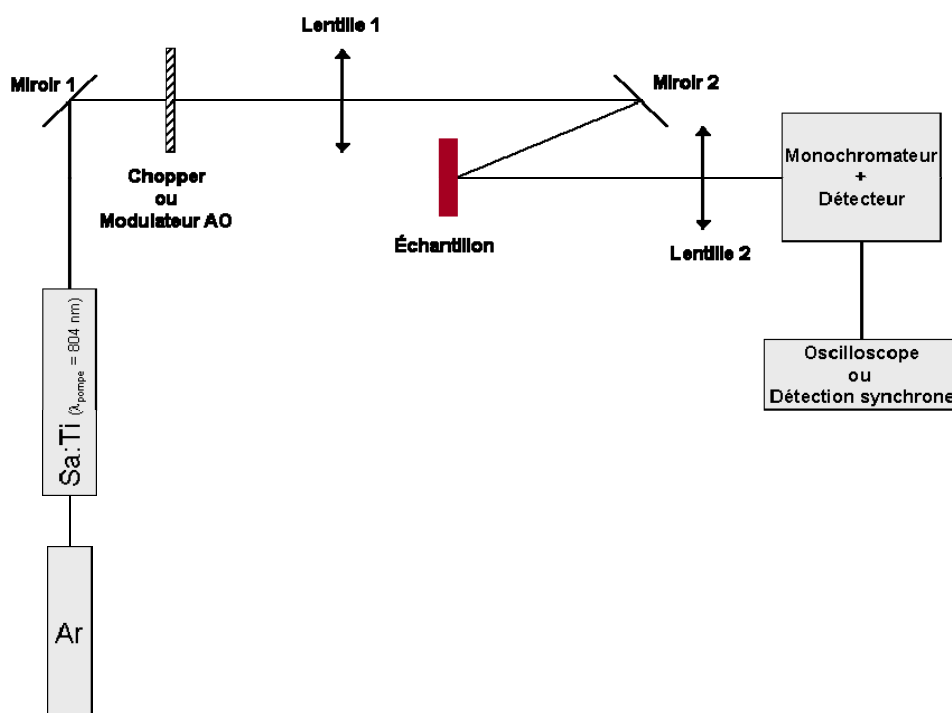 Lentille 1
Miroir 1
Miroir 2
Chopper
ou
Modulateur AO
Monochromateur
+
Détecteur
Échantillon
Lentille 2
Sa:Ti (λpompe = 804 nm)
Oscilloscope
ou
Détection synchrone
Ar